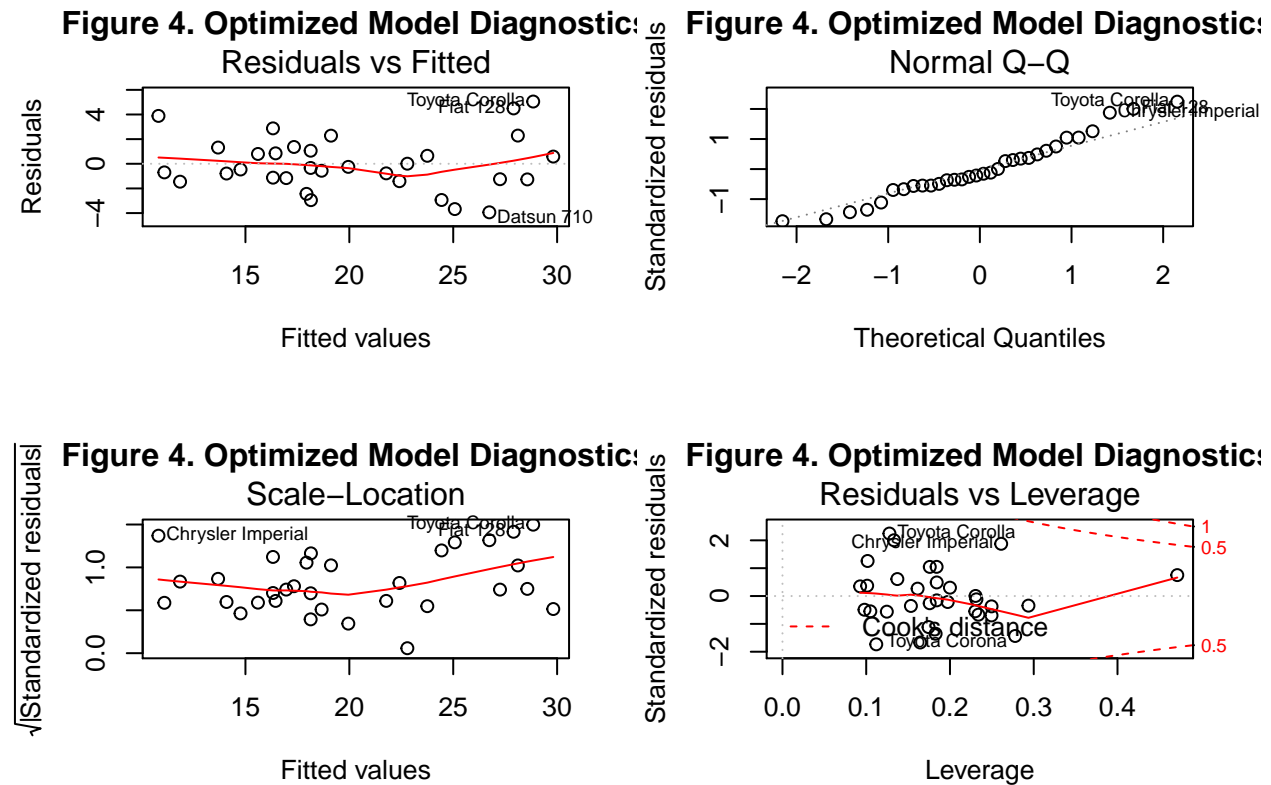 Figure 4. Optimized Model Diagnostics
Residuals vs Fitted
Residuals
4
0
−4
Toyota Corolla
Fiat 128
Datsun 710
15 20 25 30
Fitted values
Figure 4. Optimized Model Diagnostics
Normal Q−Q
Standardized residuals
1
−1
Toyota Corolla
Fiat 128
Chrysler Imperial
−2 −1 0 1 2
Theoretical Quantiles
Figure 4. Optimized Model Diagnostics
Scale−Location
√|Standardized residuals|
1.0
0.0
Toyota Corolla
Fiat 128
Chrysler Imperial
15 20 25 30
Fitted values
Figure 4. Optimized Model Diagnostics
Residuals vs Leverage
Standardized residuals
2
0
−2
Toyota Corolla
Chrysler Imperial
Cook's distance
Toyota Corona
1
0.5
0.5
0.0 0.1 0.2 0.3 0.4
Leverage